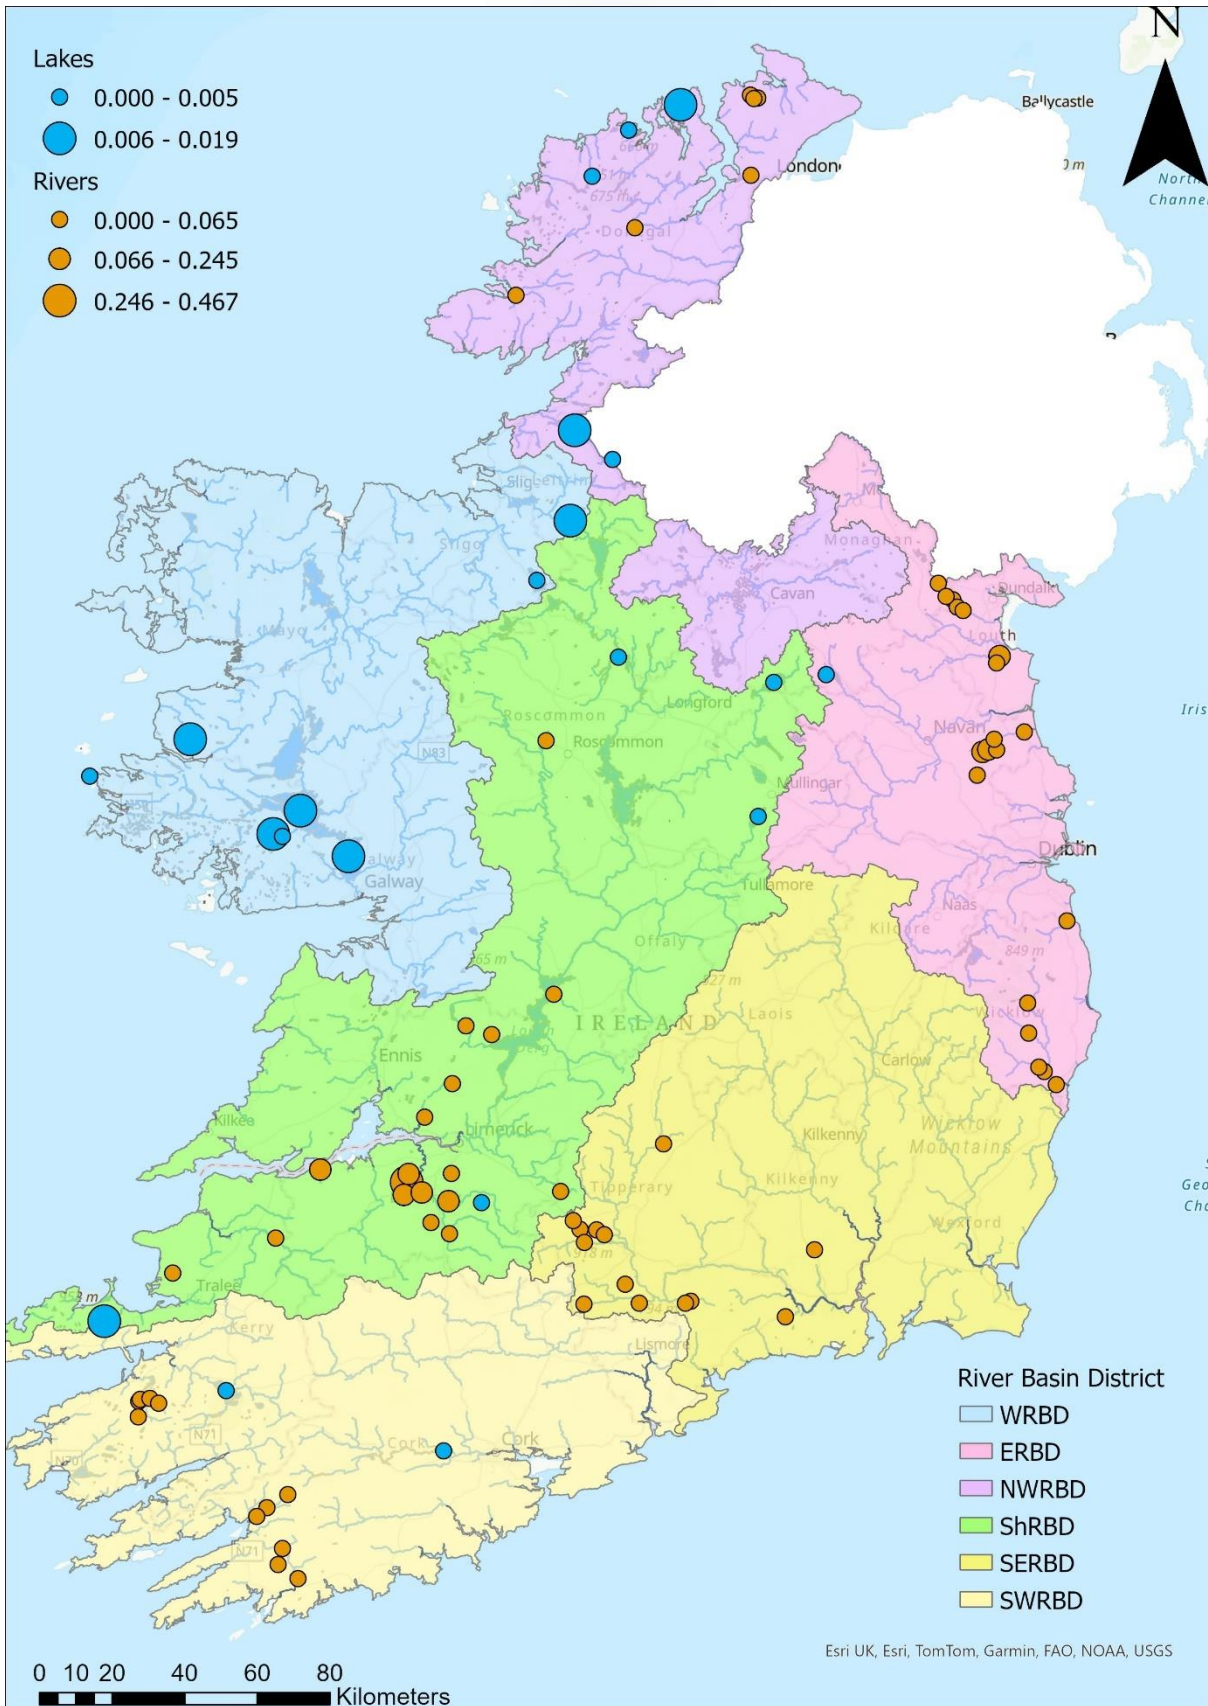 N
Lakes
0.000 - 0.005
0.006 - 0.019
Rivers
0.000 - 0.065
0.066 - 0.245
0.246 - 0.467
Ballycastle
0 m
North
Channel
675 m
Donegal
Sligo
Mayo
Monaghan
Cavan
Dundalk
Louth
Longford
Roscommon
Roscommon
N83
Navan
Mullingar
Iris
Dublin
Galway
Galway
Tullamore
Naas
Kildare
Offaly
849 m
Laois
IRELAND
Wicklow
Ennis
Carlow
Kilkee
Kilkenny
Wicklow
Mountains
Tipperary
Kilkenny
Wexford
Tralee
Kerry
Lismore
N71
Cork
Cork
N71
River Basin District
WRBD
ERBD
NWRBD
ShRBD
SERBD
SWRBD
Esri UK, Esri, TomTom, Garmin, FAO, NOAA, USGS
0 10 20 40 60 80
Kilometers